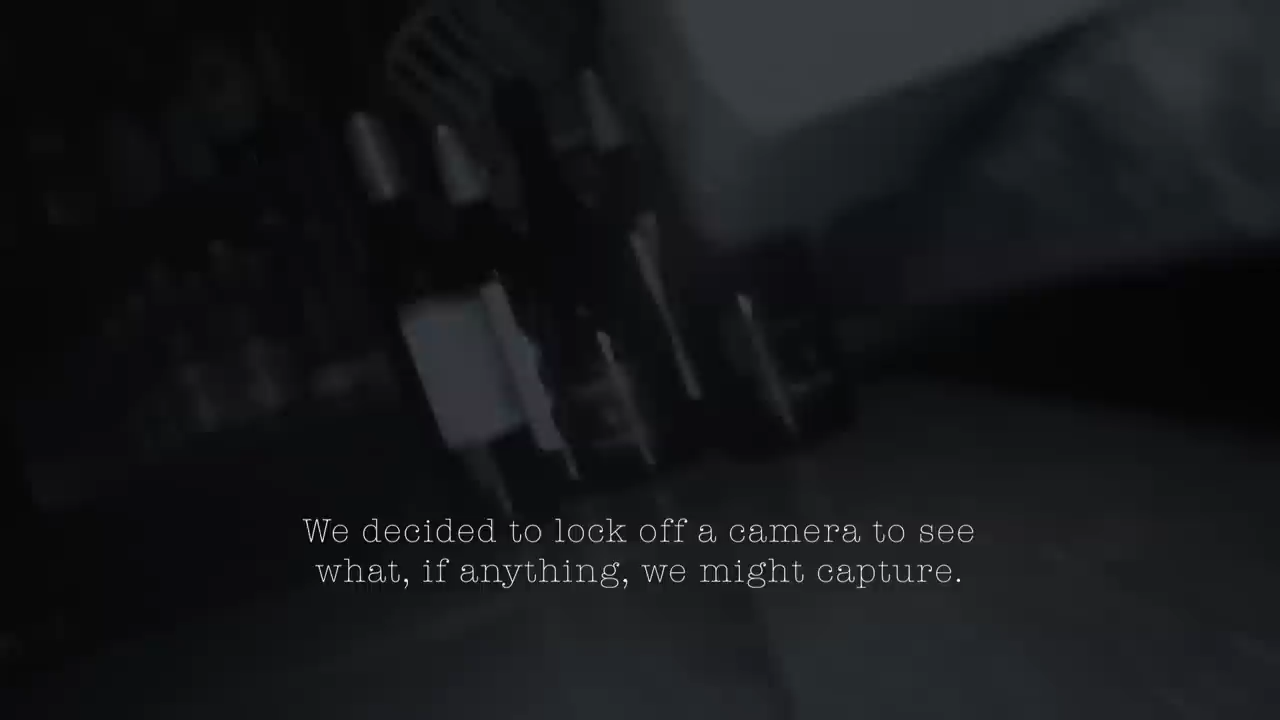 We decided to lock off a camera to see
what, if anything, we might capture.